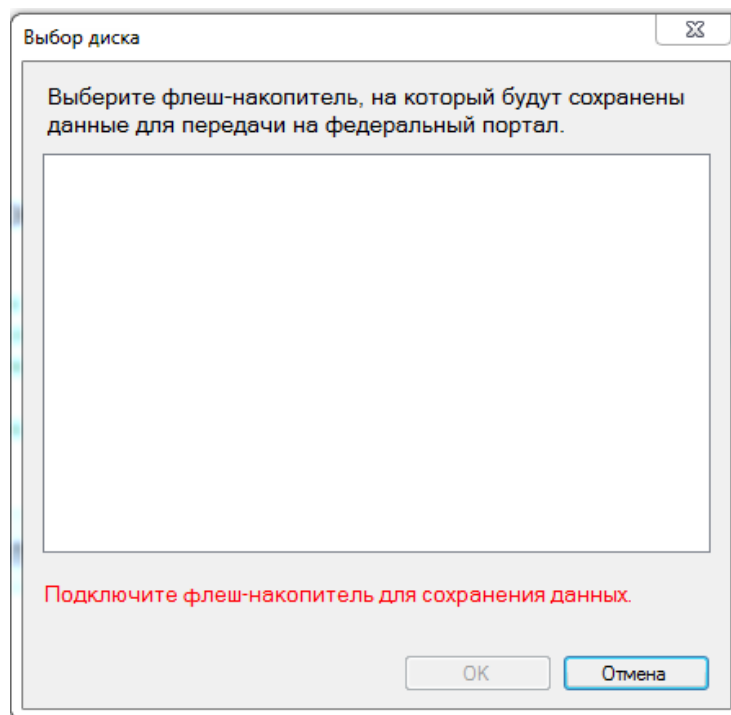 Выбор диска
Выберите флеш-накопитель, на который будут сохранены
данные для передачи на федеральный портал.
Подключите флеш-накопитель для сохранения данных.
OK
Отмена